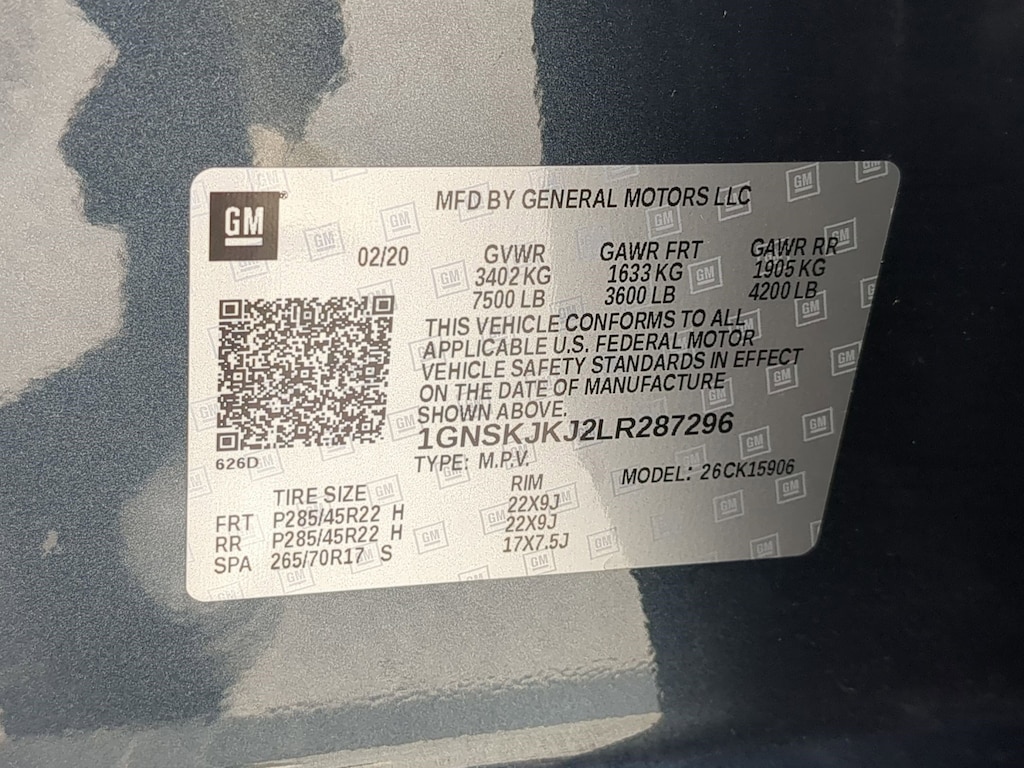 GM
MFD BY GENERAL MOTORS LLC
02/20 GVWR GAWR FRT GAWR RR
3402 KG 1633 KG 1905 KG
7500 LB 3600 LB 4200 LB
THIS VEHICLE CONFORMS TO ALL
APPLICABLE U.S. FEDERAL MOTOR
VEHICLE SAFETY STANDARDS IN EFFECT
ON THE DATE OF MANUFACTURE
SHOWN ABOVE.
1GNSKJKJ2LR287296
626D
TYPE: M.P.V. MODEL: 26CK15906
TIRE SIZE RIM
FRT P285/45R22 H 22X9J
RR P285/45R22 H 22X9J
SPA 265/70R17 S 17X7.5J